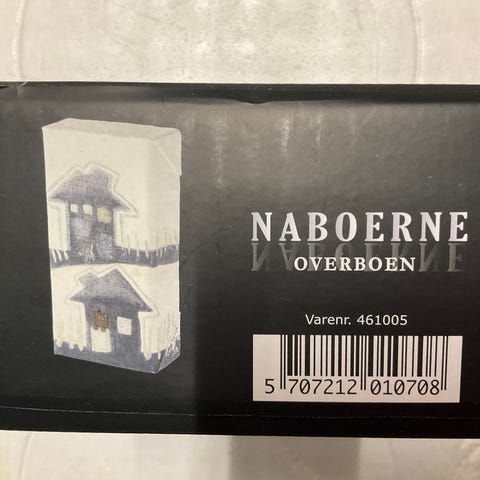 NABOERNE
OVERBOEN
Varenr. 461005
5 707212 010708